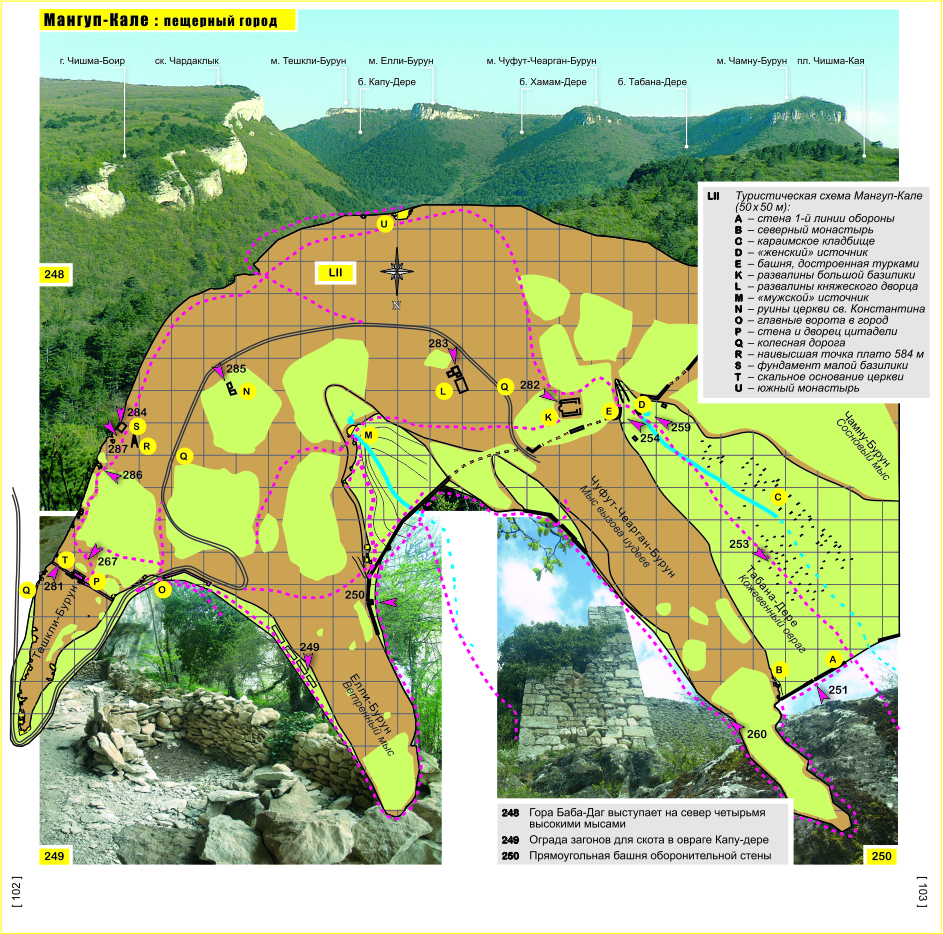 Мангуп-Кале : пещерный город
г. Чишма-Боир
ск. Чардаклык
м. Тешкли-Бурун
м. Елли-Бурун
м. Чуфут-Чеарган-Бурун
м. Чамну-Бурун
пл. Чишма-Кая
б. Капу-Дере
б. Хамам-Дере
б. Табана-Дере
LII Туристическая схема Мангуп-Кале
(50 x 50 м):
A – стена 1-й линии обороны
B – северный монастырь
C – караимское кладбище
D – «женский» источник
E – башня, достроенная турками
K – развалины большой базилики
L – развалины княжеского дворца
M – «мужской» источник
N – руины церкви св. Константина
O – главные ворота в город
P – стена и дворец цитадели
Q – колесная дорога
R – наивысшая точка плато 584 м
S – фундамент малой базилики
T – скальное основание церкви
U – южный монастырь
U
248
LII
N
283
285
N
L
Q
282
K
E
D
259
254
284
S
287
R
Q
286
M
Чамну-Бурун
Сосновый мыс
C
Чуфут-Чеарган-Бурун
Мыс вызова иудеев
253
T
267
281
P
Q
O
250
Тешкли-Бурун
Табана-Дере
Кожевенный овраг
249
B
A
251
Елли-Бурун
Ветренный мыс
260
248 Гора Баба-Даг выступает на север четырьмя
высокими мысами
249 Ограда загонов для скота в овраге Капу-дере
250 Прямоугольная башня оборонительной стены
249
250
[ 102 ]
[ 103 ]